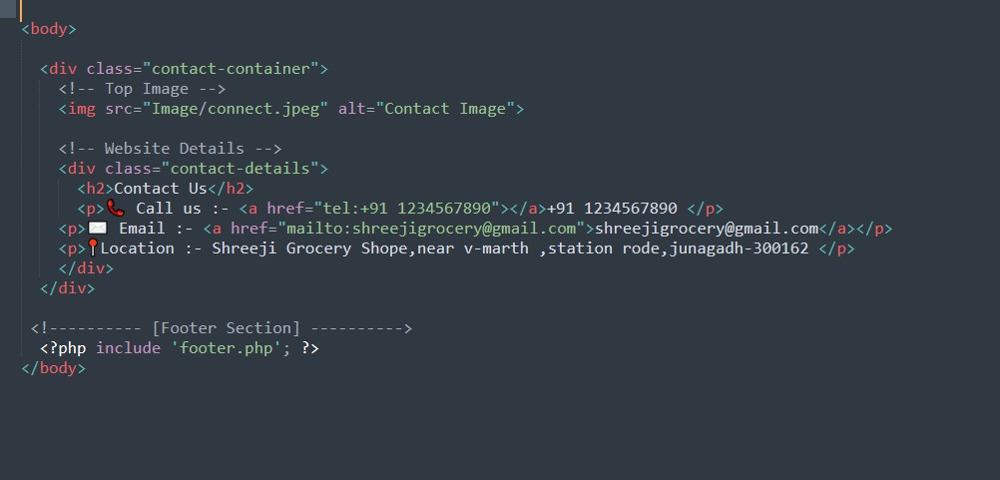 <body>
<div class="contact-container">
<!-- Top Image -->
<img src="Image/connect.jpeg" alt="Contact Image">
<!-- Website Details -->
<div class="contact-details">
<h2>Contact Us</h2>
<p>📞 Call us :- <a href="tel:+91 1234567890"></a>+91 1234567890 </p>
<p>✉️ Email :- <a href="mailto:shreejigrocery@gmail.com">shreejigrocery@gmail.com</a></p>
<p>📍Location :- Shreeji Grocery Shope,near v-marth ,station rode,junagadh-300162 </p>
</div>
</div>
<!---------- [Footer Section] ---------->
<?php include 'footer.php'; ?>
</body>